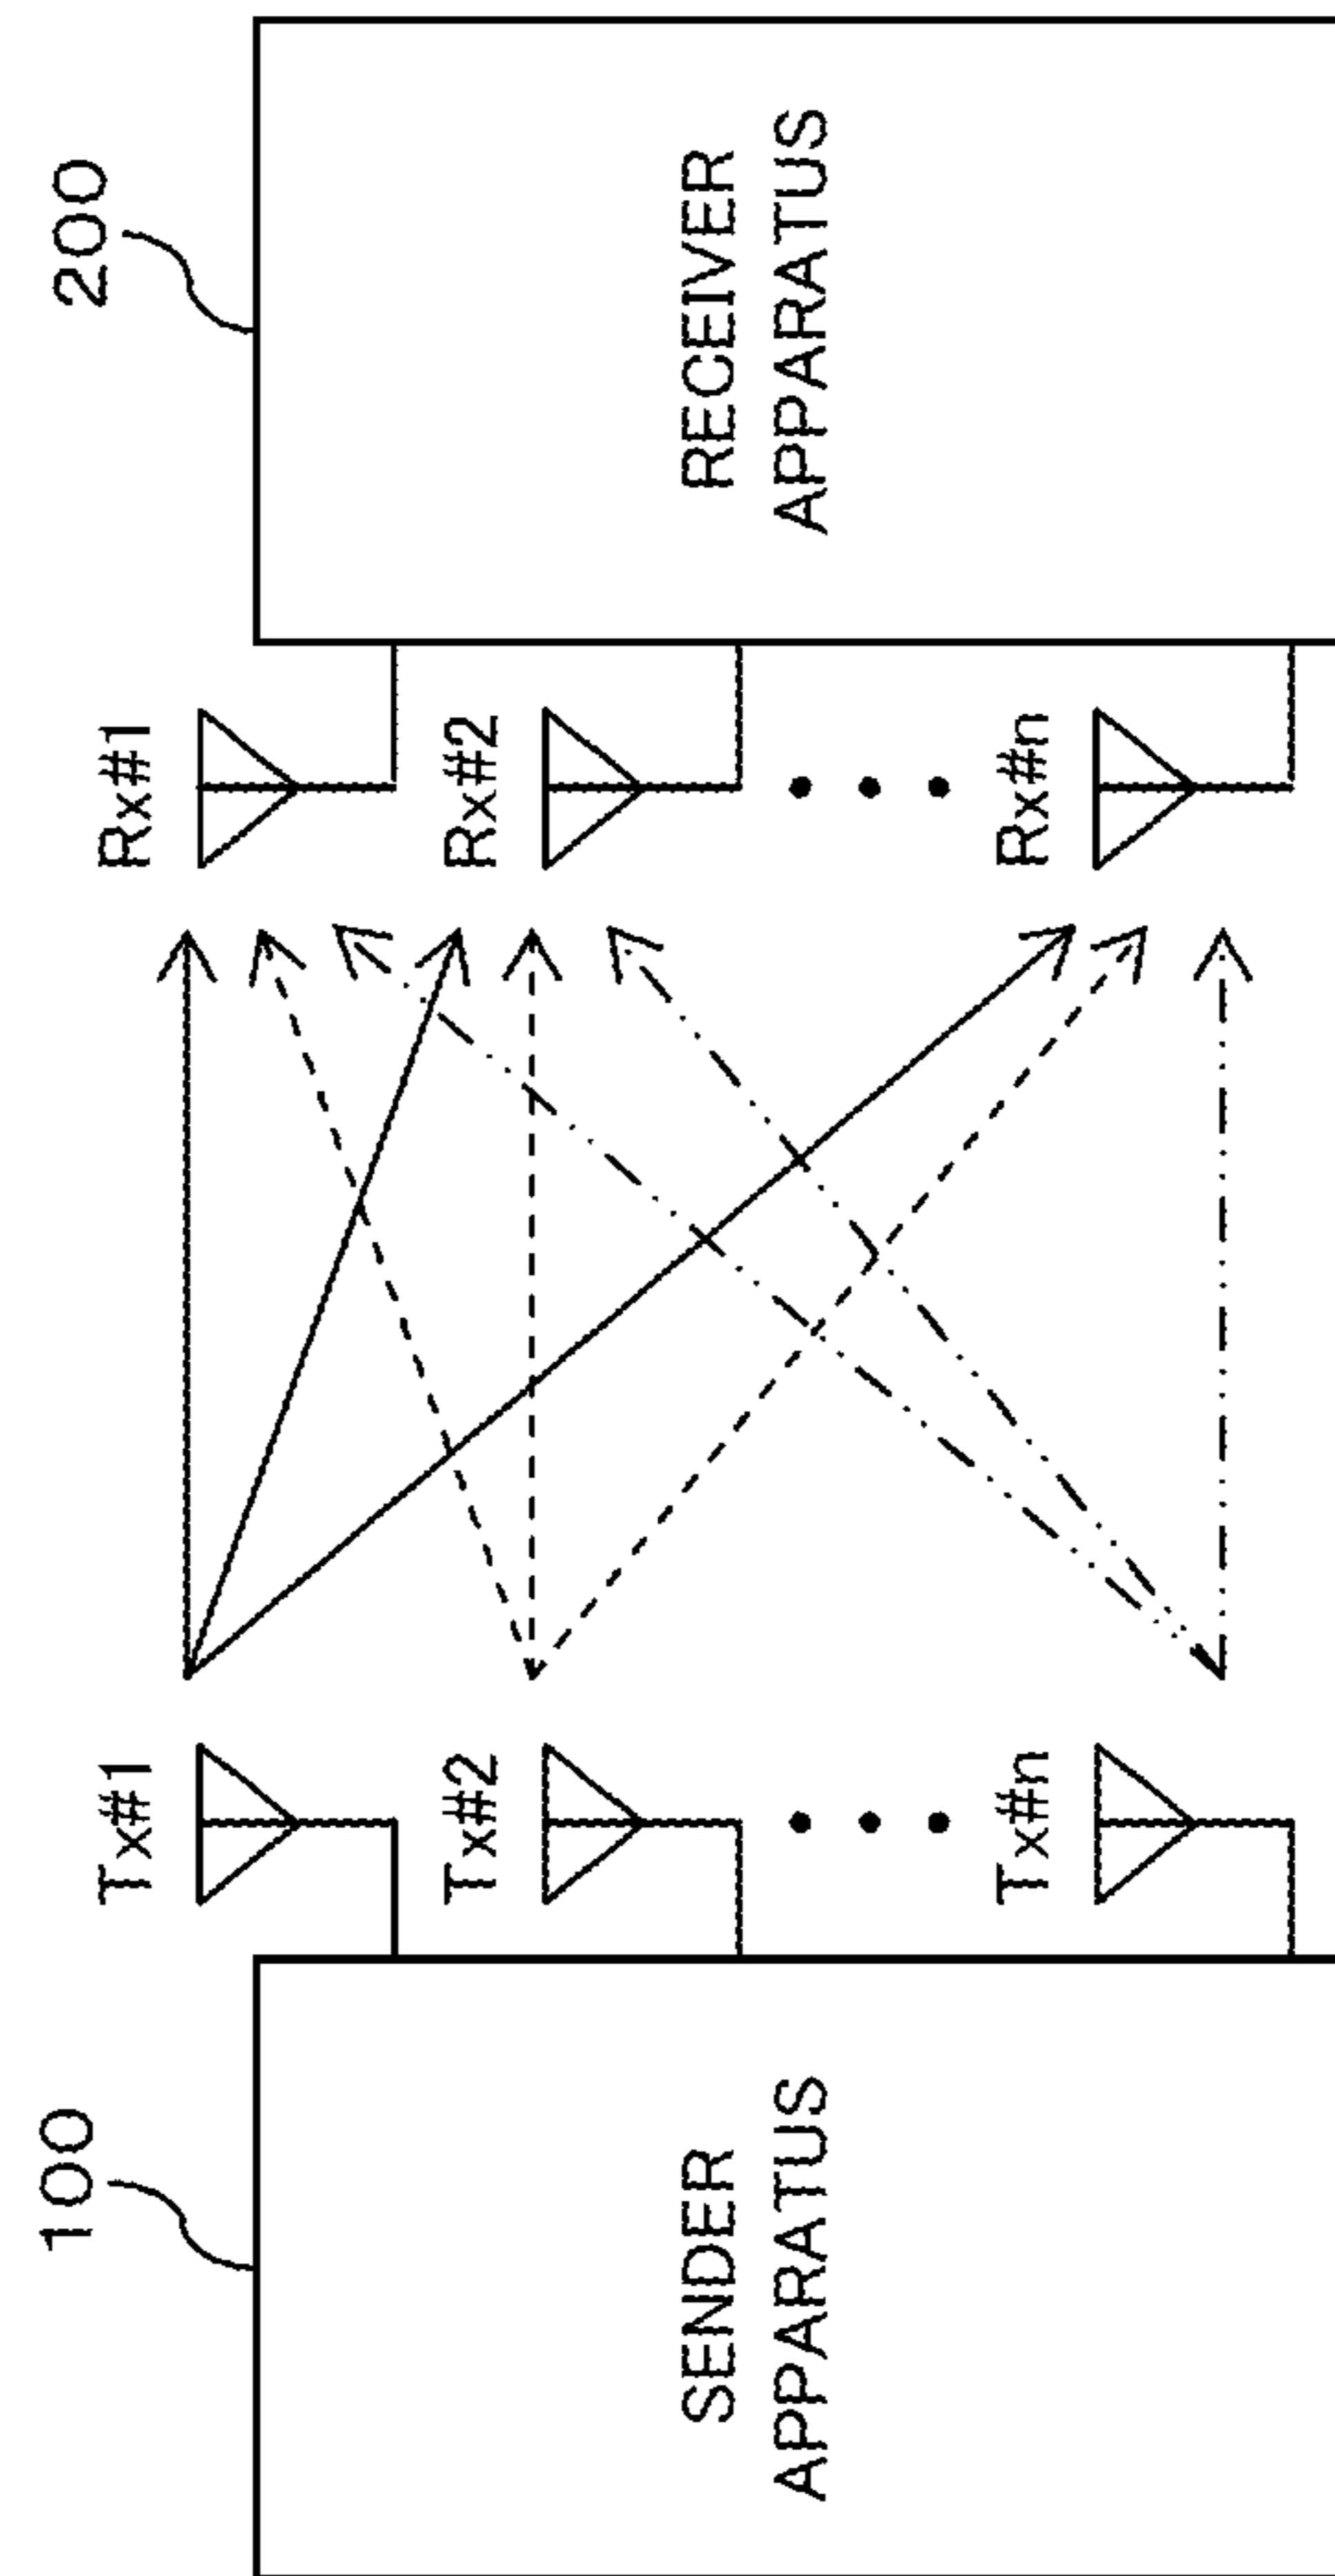 100
200
Tx#1
Rx#1
Tx#2
Rx#2
SENDER
APPARATUS
RECEIVER
APPARATUS
Tx#n
Rx#n